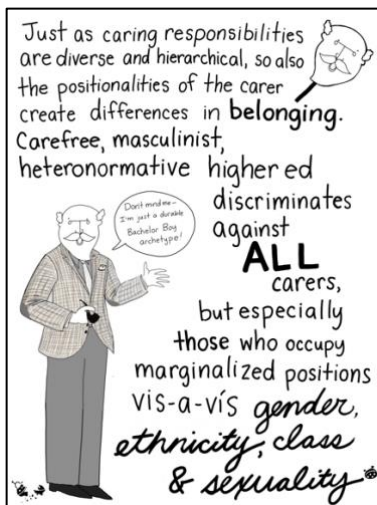 Just as caring responsibilities
are diverse and hierarchical, so also
the positionalities of the carer
create differences in belonging.
Carefree, masculinist,
heteronormative higher ed
discriminates
against
ALL
carers,
but especially
those who occupy
marginalized positions
vis-a-vís gender,
ethnicity, class
& sexuality
Don't mind me-
I'm just a durable
Bachelor Boy
archetype!